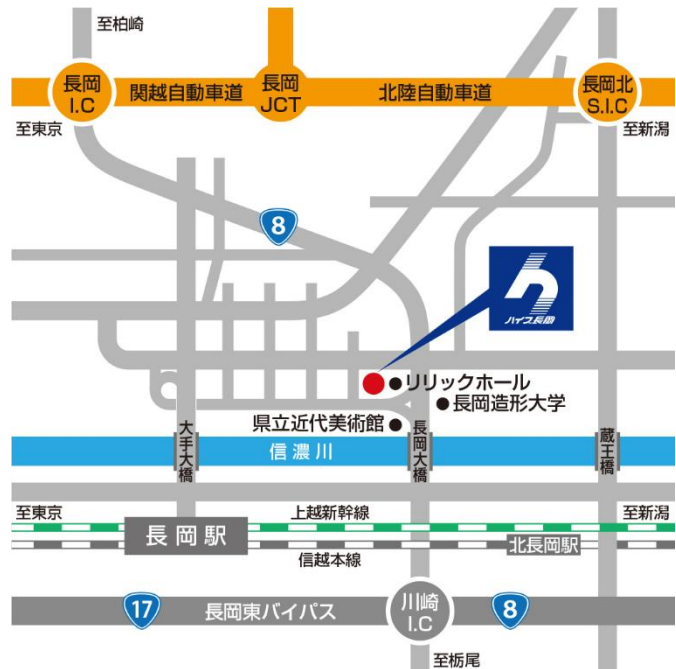 至柏崎
長岡
I.C
関越自動車道
長岡
JCT
北陸自動車道
長岡北
S.I.C
至東京
至新潟
8
ハイブ長岡
リリックホール
長岡造形大学
県立近代美術館
大手大橋
信濃川
長岡大橋
蔵王橋
至東京
上越新幹線
至新潟
長岡駅
信越本線
北長岡駅
17
長岡東バイパス
川崎
I.C
8
至栃尾